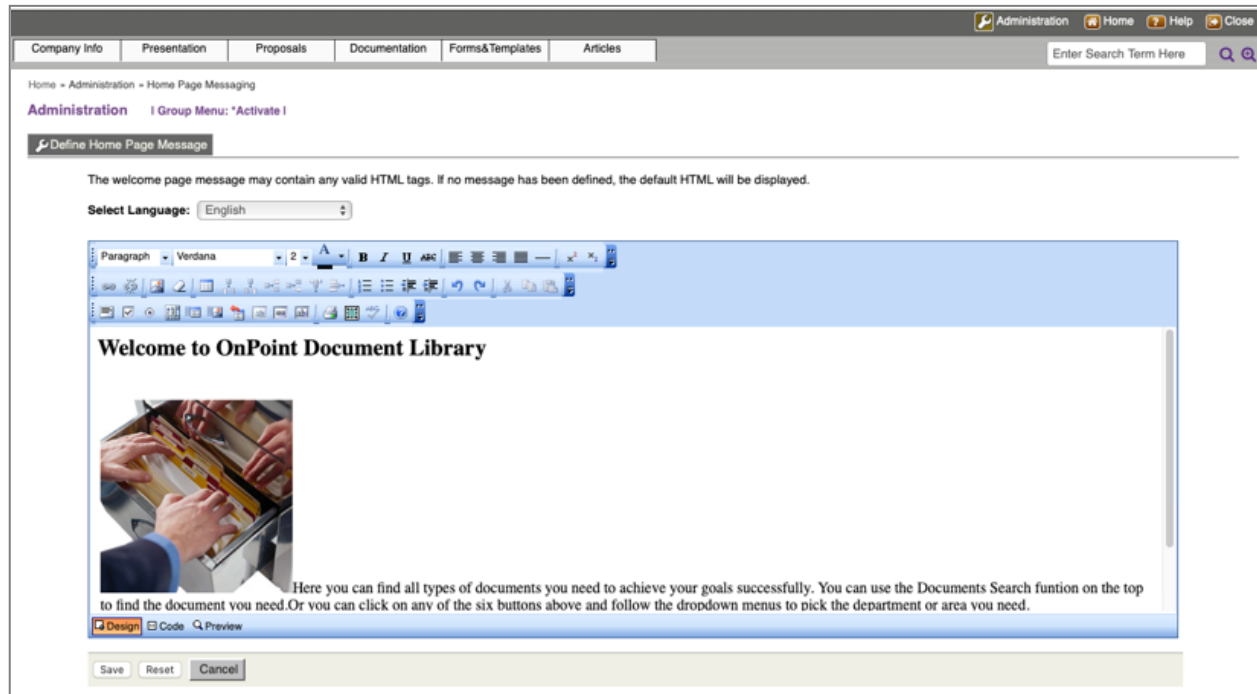 Administration Home Help Close
Company Info Presentation Proposals Documentation Forms&Templates Articles
Enter Search Term Here
Home » Administration » Home Page Messaging
Administration | Group Menu: *Activate |
Define Home Page Message
The welcome page message may contain any valid HTML tags. If no message has been defined, the default HTML will be displayed.
Select Language: English
Paragraph Verdana 2 A B I U ABC x² x₂
Welcome to OnPoint Document Library
Here you can find all types of documents you need to achieve your goals successfully. You can use the Documents Search funtion on the top
to find the document you need.Or you can click on any of the six buttons above and follow the dropdown menus to pick the department or area you need.
Design Code Preview
Save Reset Cancel